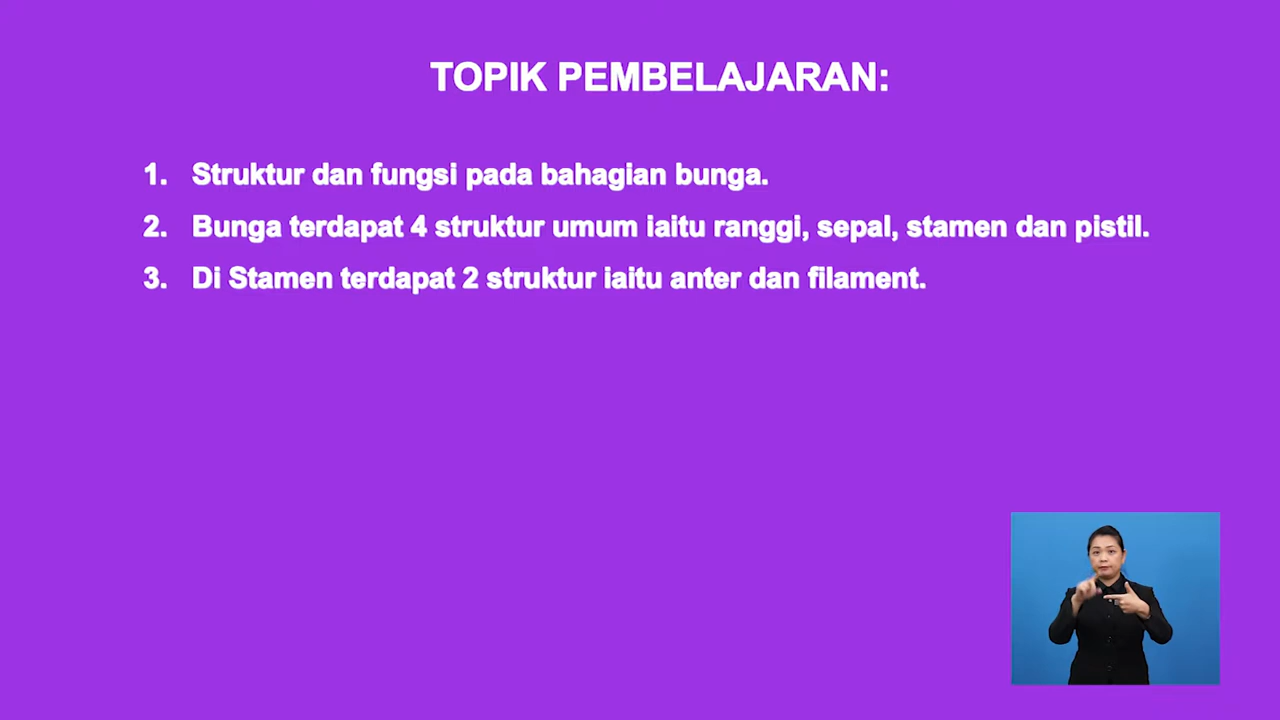 TOPIK PEMBELAJARAN:
1. Struktur dan fungsi pada bahagian bunga.
2. Bunga terdapat 4 struktur umum iaitu ranggi, sepal, stamen dan pistil.
3. Di Stamen terdapat 2 struktur iaitu anter dan filament.